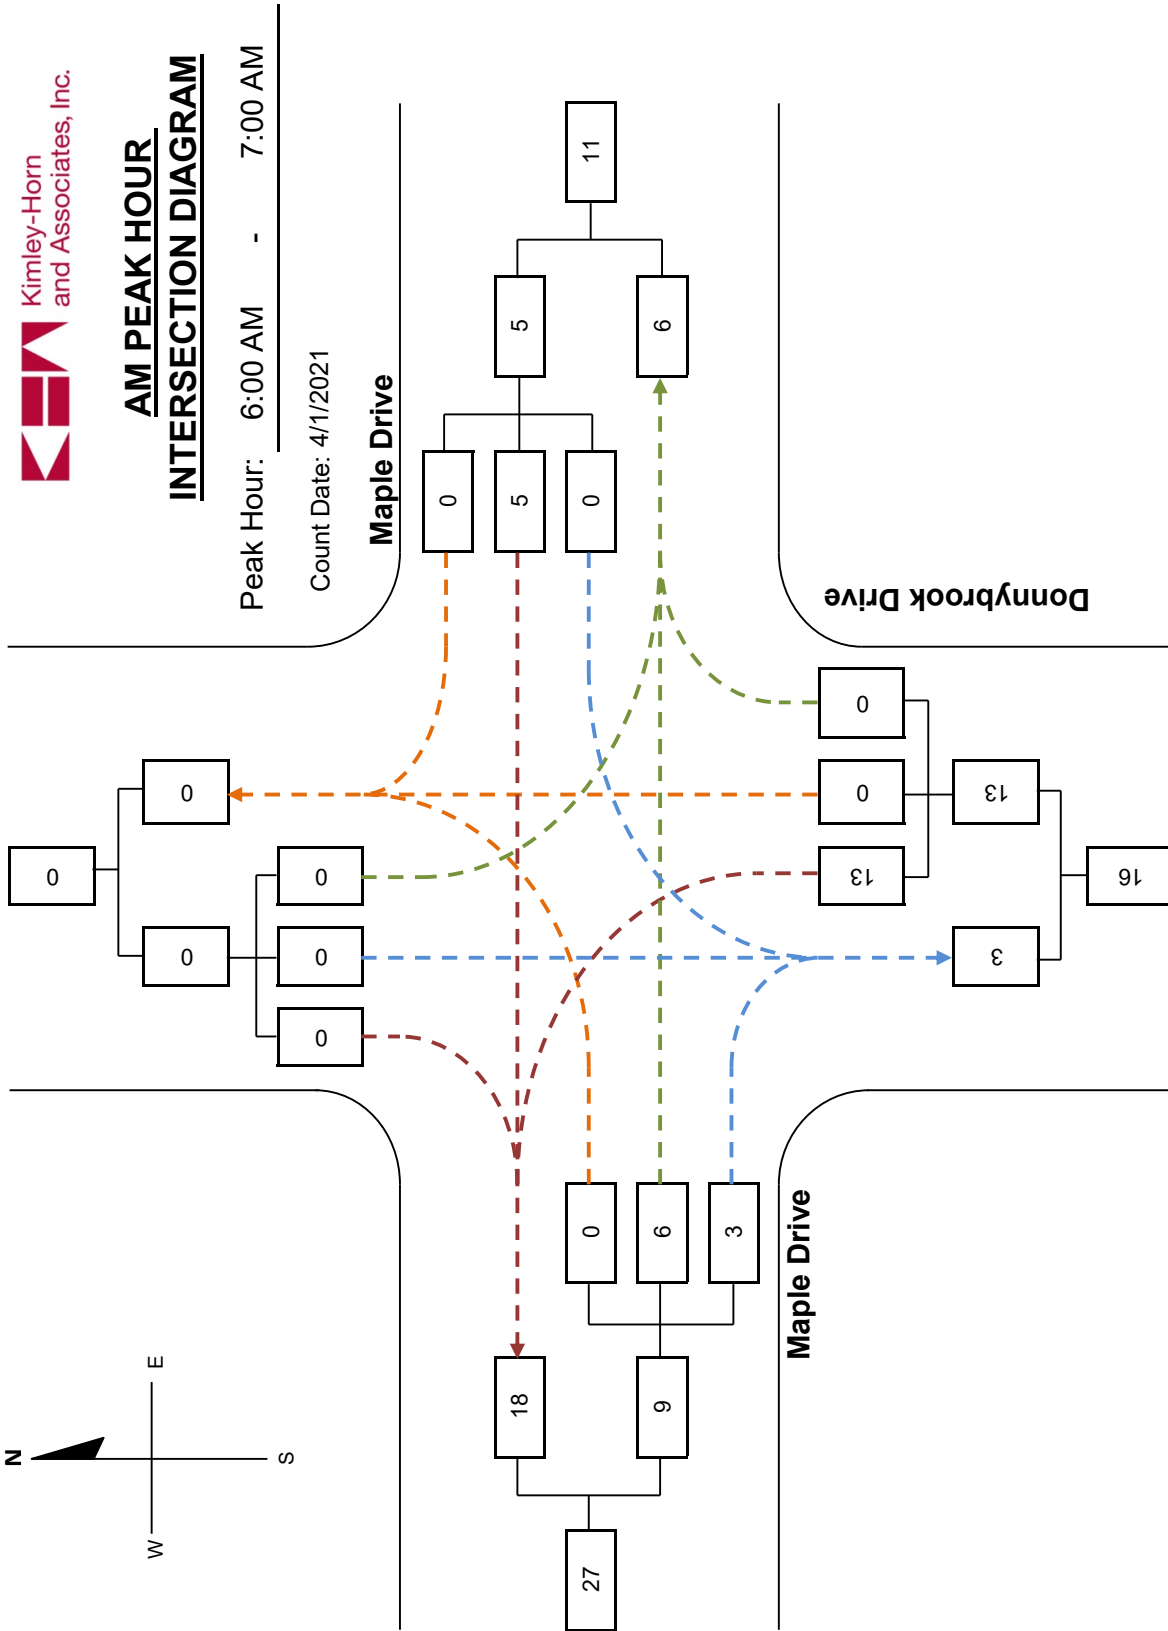 N
W
E
S
Kimley-Horn
and Associates, Inc.
AM PEAK HOUR
INTERSECTION DIAGRAM
Peak Hour: 6:00 AM - 7:00 AM
Count Date: 4/1/2021
0
0 0
0 0 0
Maple Drive
0
18 5 5
27 0 0 11
9 6 6
3
Maple Drive
13 0 0
Donnybrook Drive
3 13
16